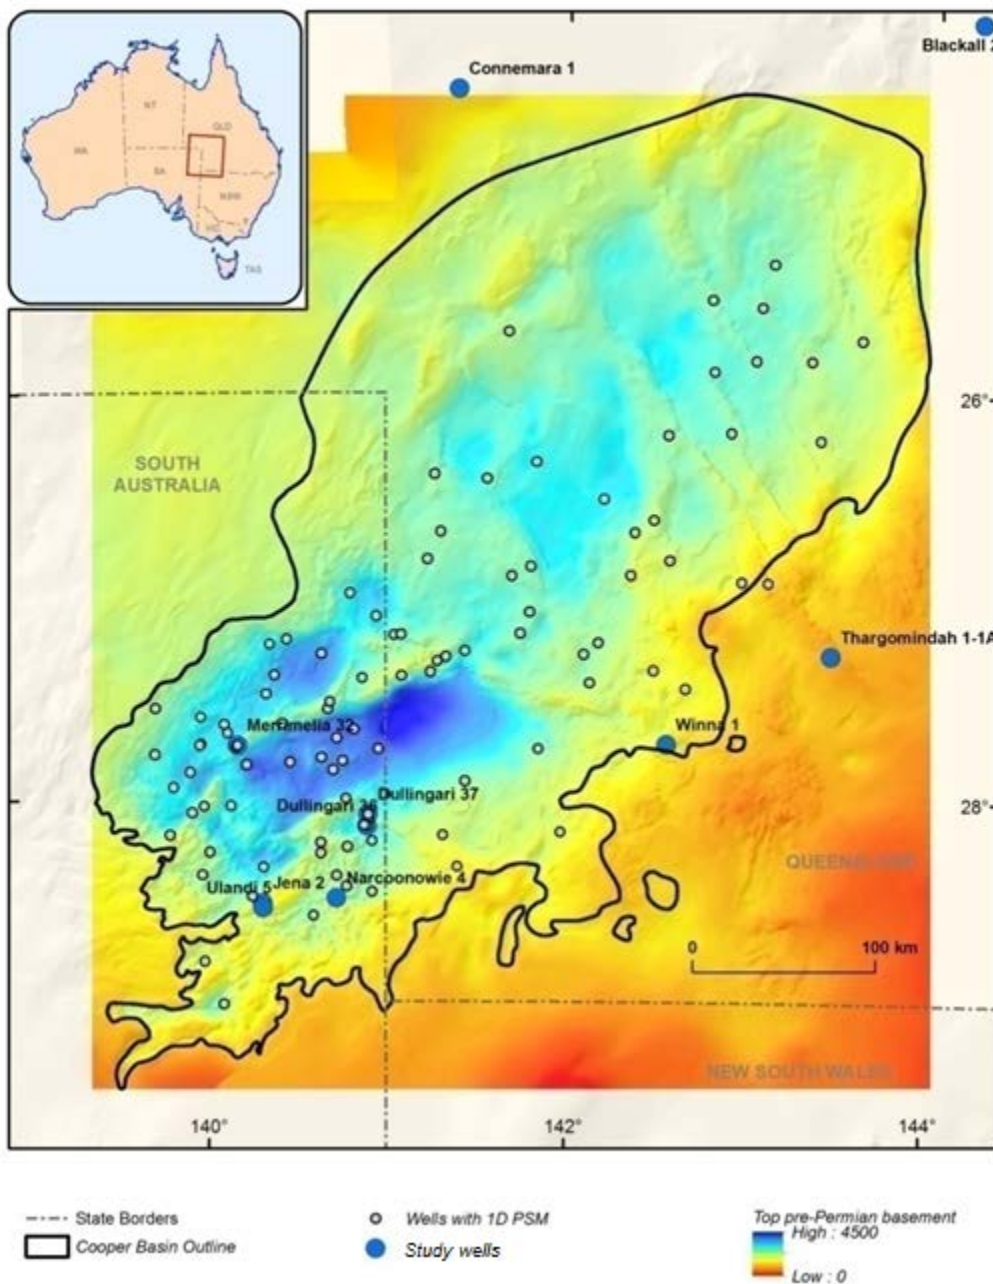 NT
QLD
WA
SA
NSW
VIC
TAS
Connemara 1
Blackall 2
26°
SOUTH
AUSTRALIA
Thargomindah 1-1A
Merrimelia 32
Winna 1
Dullingari 37
Dullingari 36
28°
QUEENSLAND
Ulandi 5
Jena 2
Narcoonowie 4
0
100 km
NEW SOUTH WALES
140°
142°
144°
State Borders
Cooper Basin Outline
Wells with 1D PSM
Study wells
Top pre-Permian basement
High : 4500
Low : 0